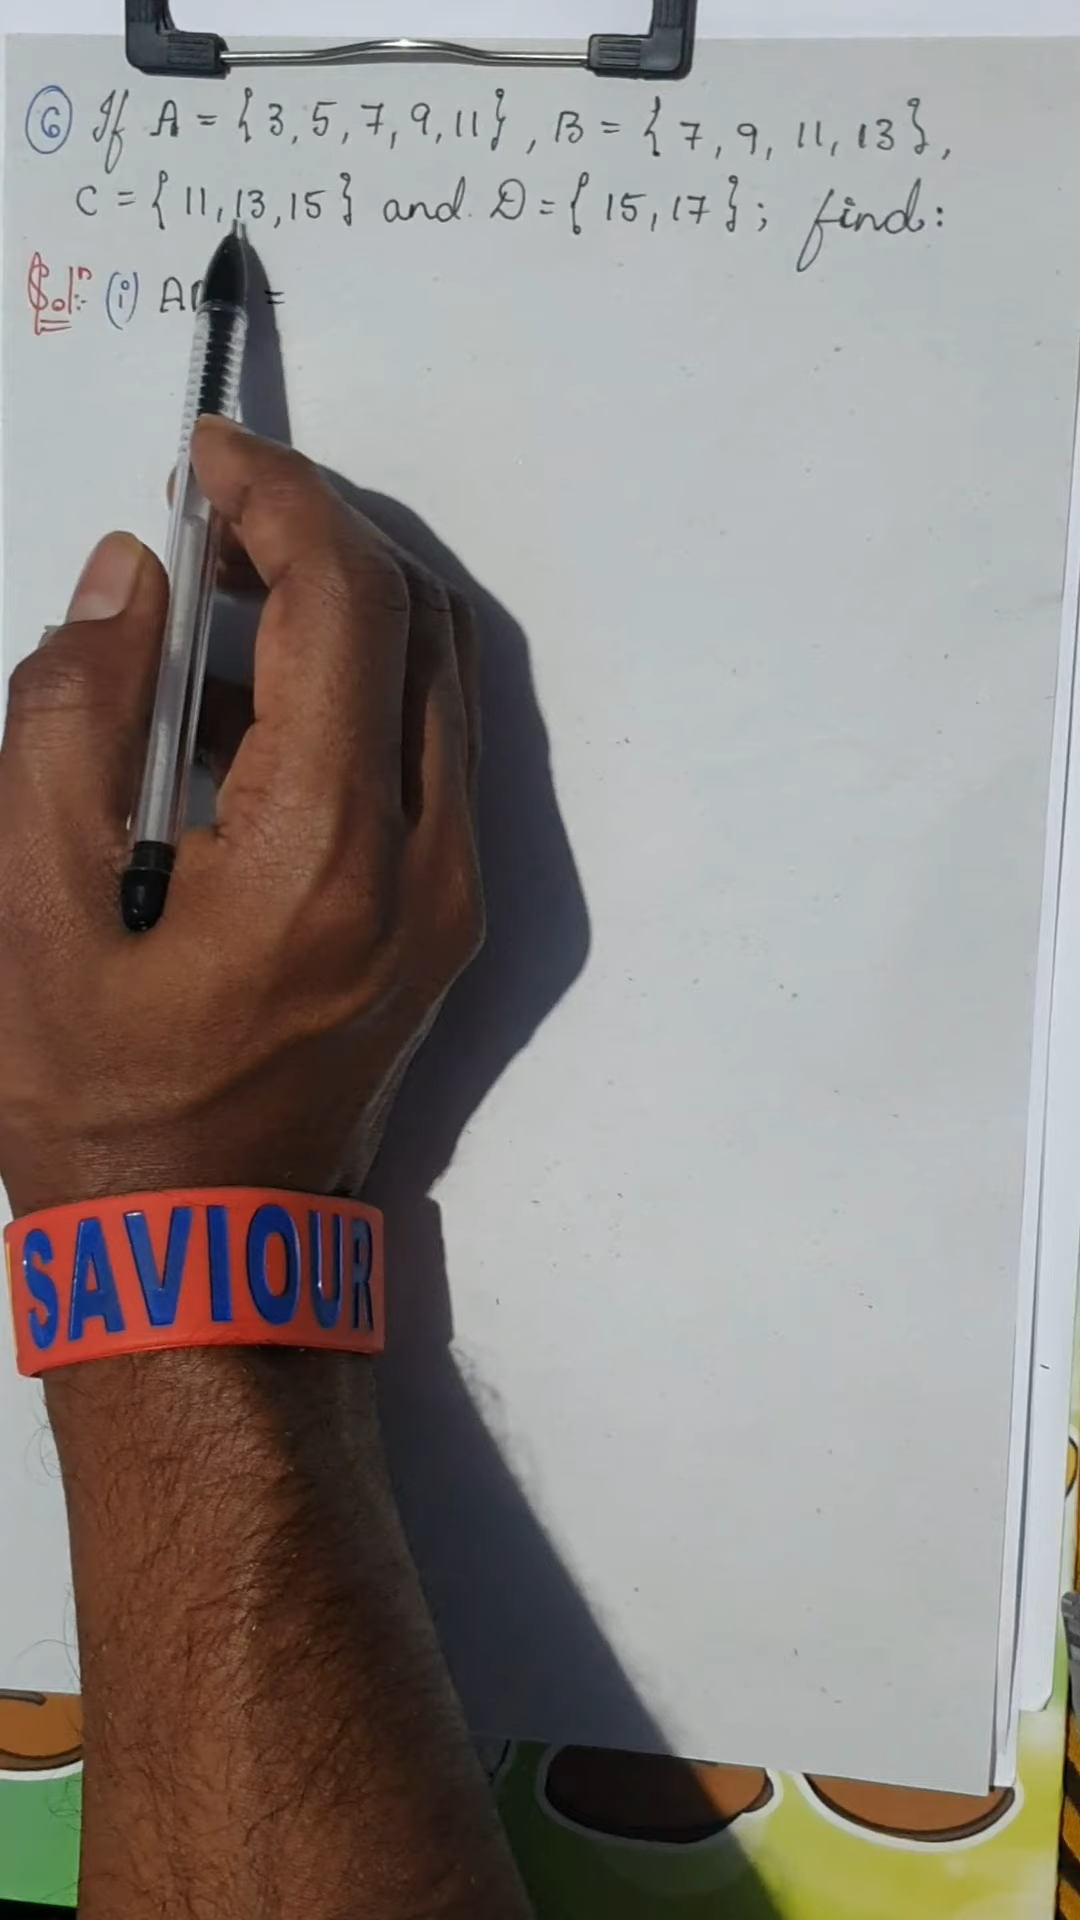 6 If A = { 3, 5, 7, 9, 11 }, B = { 7, 9, 11, 13 },
C = { 11, 13, 15 } and D = { 15, 17 }; find:
Solⁿ:- (i) A∩ =
SAVIOUR